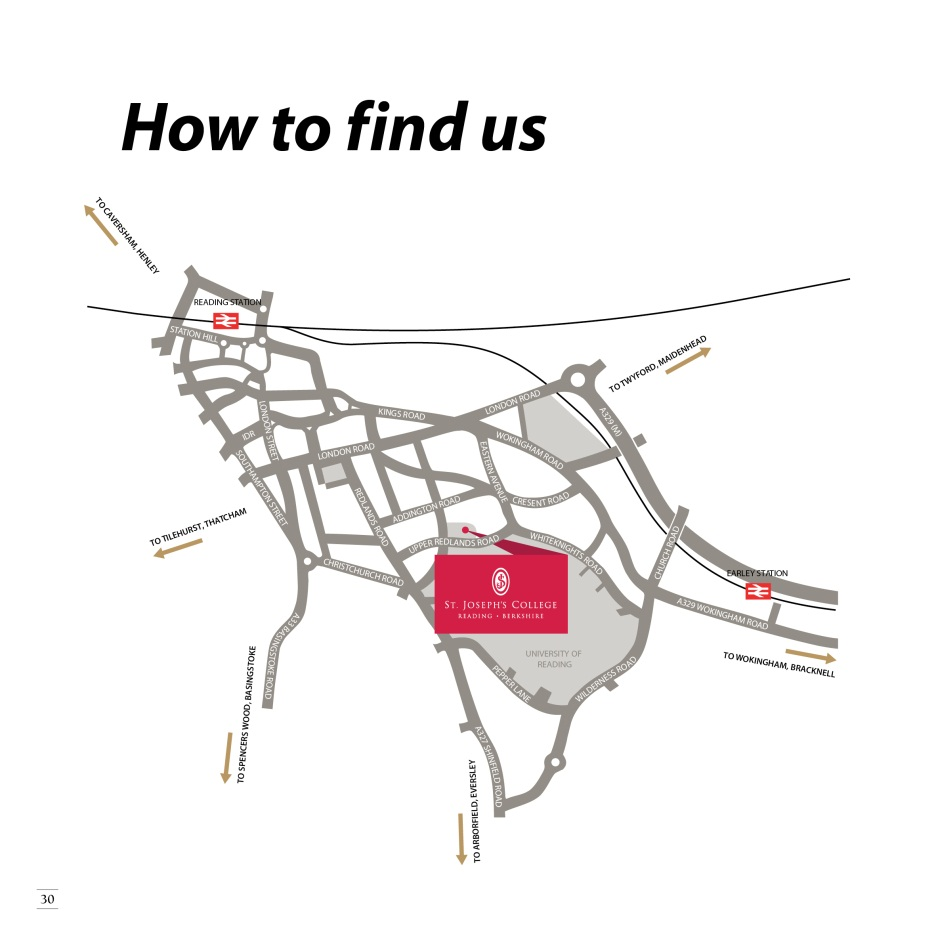 How to find us
TO CAVERSHAM, HENLEY
READING STATION
STATION HILL
TO TWYFORD, MAIDENHEAD
LONDON ROAD
KINGS ROAD
A329 (M)
LONDON STREET
IDR
WOKINGHAM ROAD
LONDON ROAD
SOUTHAMPTON STREET
EASTERN AVENUE
REDLANDS ROAD
CRESENT ROAD
ADDINGTON ROAD
TO TILEHURST, THATCHAM
UPPER REDLANDS ROAD
WHITEKNIGHTS ROAD
CHURCH ROAD
CHRISTCHURCH ROAD
EARLEY STATION
ST. JOSEPH'S COLLEGE
READING • BERKSHIRE
A329 WOKINGHAM ROAD
A33 BASINGSTOKE ROAD
UNIVERSITY OF
READING
TO WOKINGHAM, BRACKNELL
PEPPER LANE
WILDERNESS ROAD
TO SPENCERS WOOD, BASINGSTOKE
A327 SHINFIELD ROAD
TO ARBORFIELD, EVERSLEY
30